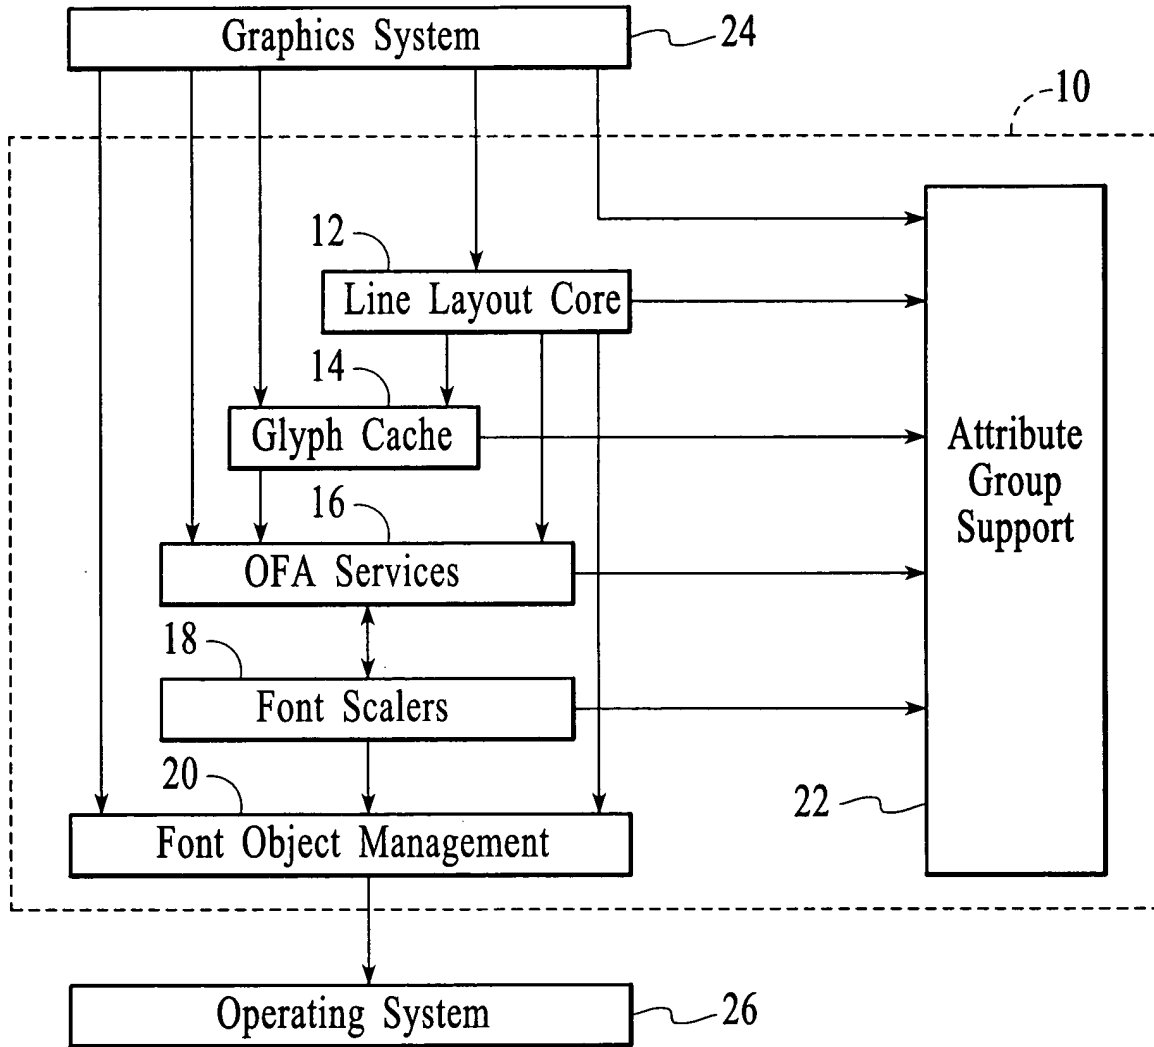 Graphics System
24
10
12
Line Layout Core
14
Glyph Cache
16
OFA Services
18
Font Scalers
20
Font Object Management
Attribute
Group
Support
22
Operating System
26